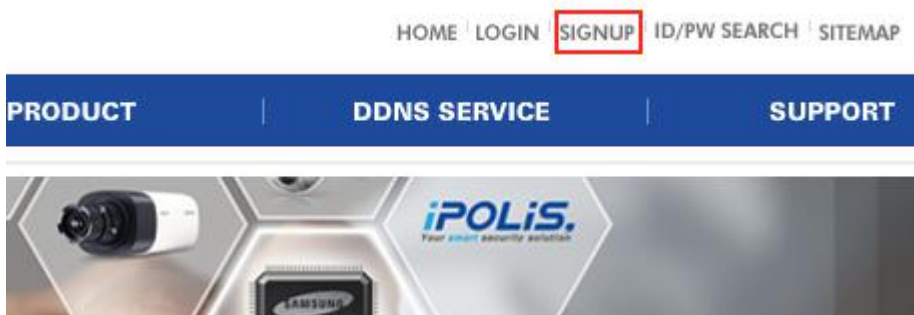 HOME LOGIN SIGNUP ID/PW SEARCH SITEMAP
PRODUCT DDNS SERVICE SUPPORT
iPOLiS.
Your smart security solution
SAMSUNG